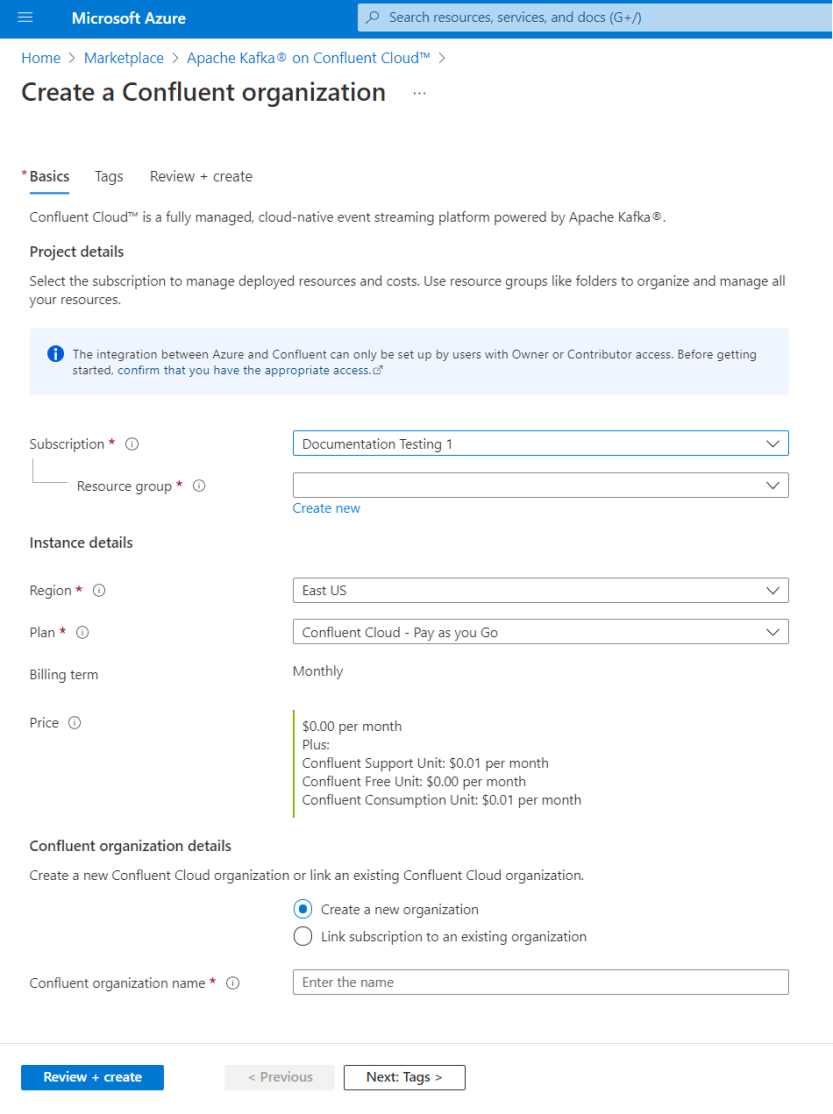 Microsoft Azure
Search resources, services, and docs (G+/)
Home > Marketplace > Apache Kafka® on Confluent Cloud™ >
Create a Confluent organization ...
* Basics Tags Review + create
Confluent Cloud™ is a fully managed, cloud-native event streaming platform powered by Apache Kafka®.
Project details
Select the subscription to manage deployed resources and costs. Use resource groups like folders to organize and manage all
your resources.
The integration between Azure and Confluent can only be set up by users with Owner or Contributor access. Before getting
started, confirm that you have the appropriate access.
Subscription * Documentation Testing 1
Resource group *
Create new
Instance details
Region * East US
Plan * Confluent Cloud - Pay as you Go
Billing term Monthly
Price $0.00 per month
Plus:
Confluent Support Unit: $0.01 per month
Confluent Free Unit: $0.00 per month
Confluent Consumption Unit: $0.01 per month
Confluent organization details
Create a new Confluent Cloud organization or link an existing Confluent Cloud organization.
Create a new organization
Link subscription to an existing organization
Confluent organization name * Enter the name
Review + create < Previous Next: Tags >